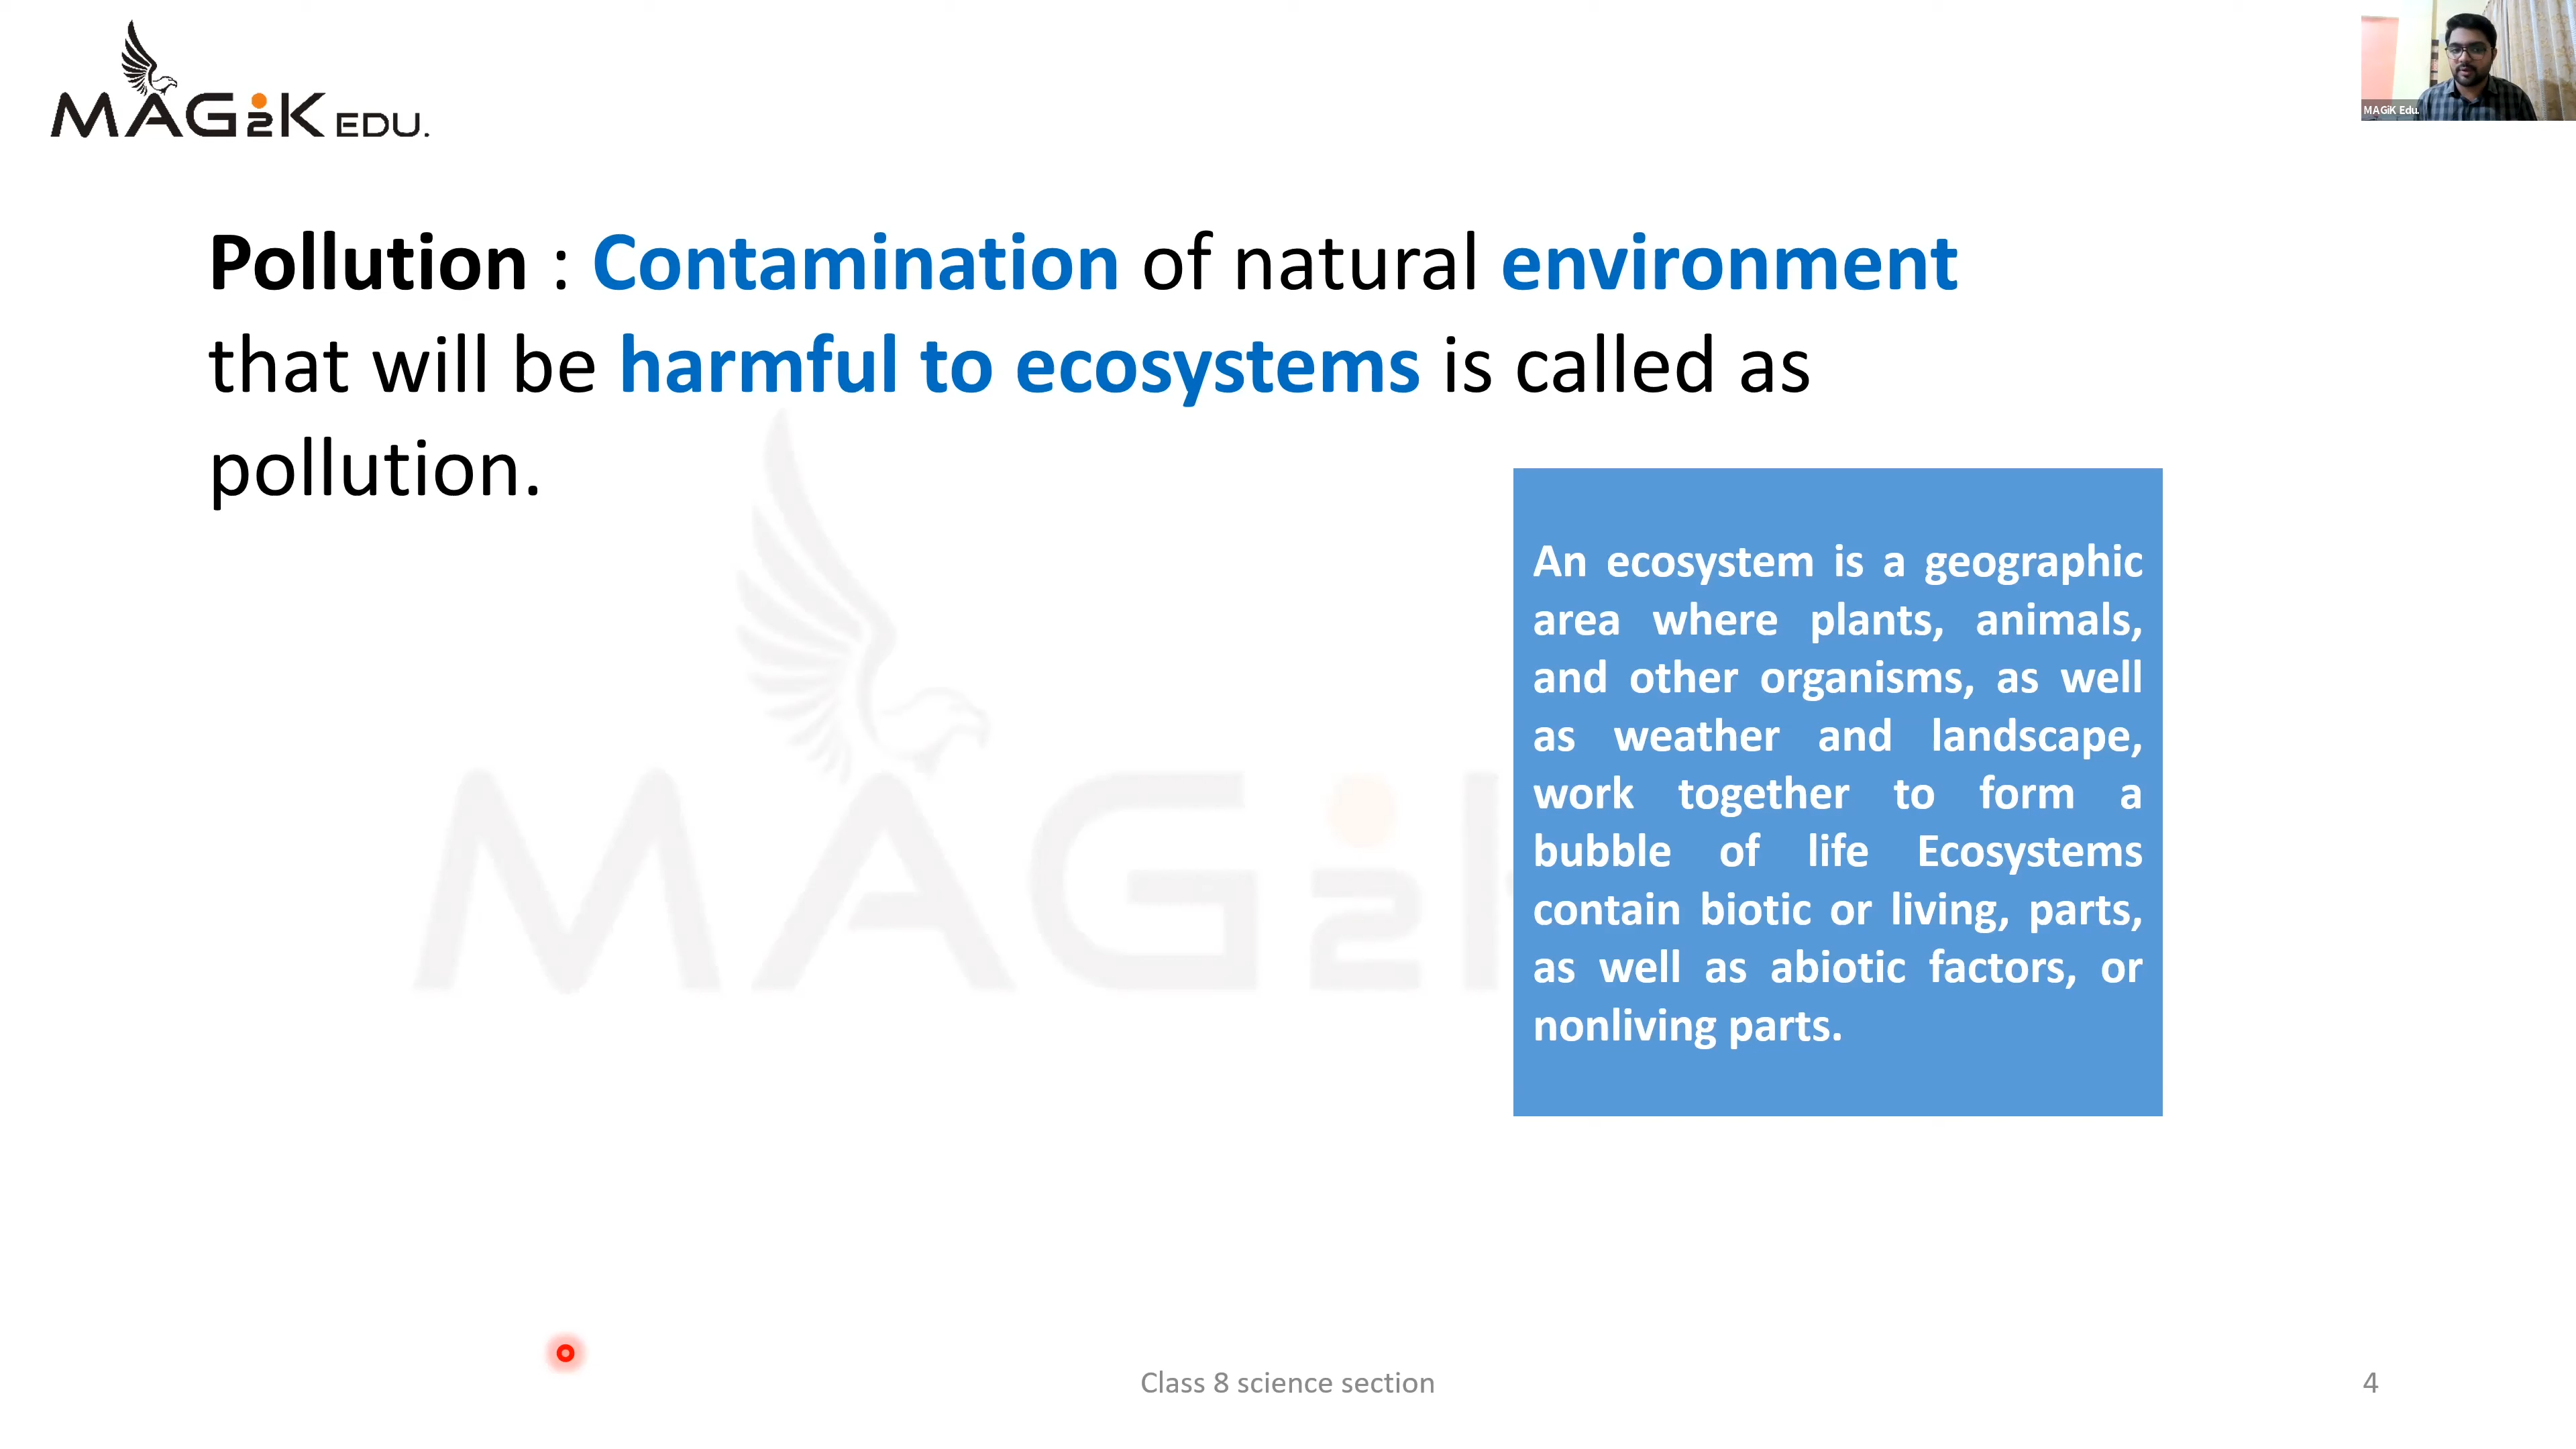 MAGiK EDU.
MAGiK Edu.
Pollution : Contamination of natural environment
that will be harmful to ecosystems is called as
pollution.
An ecosystem is a geographic
area where plants, animals,
and other organisms, as well
as weather and landscape,
work together to form a
bubble of life Ecosystems
contain biotic or living, parts,
as well as abiotic factors, or
nonliving parts.
Class 8 science section
4